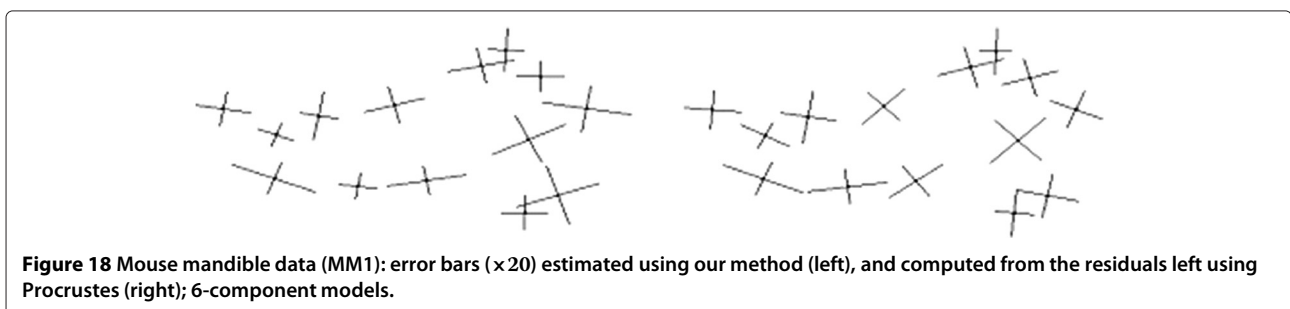 Figure 18 Mouse mandible data (MM1): error bars (×20) estimated using our method (left), and computed from the residuals left using
Procrustes (right); 6-component models.